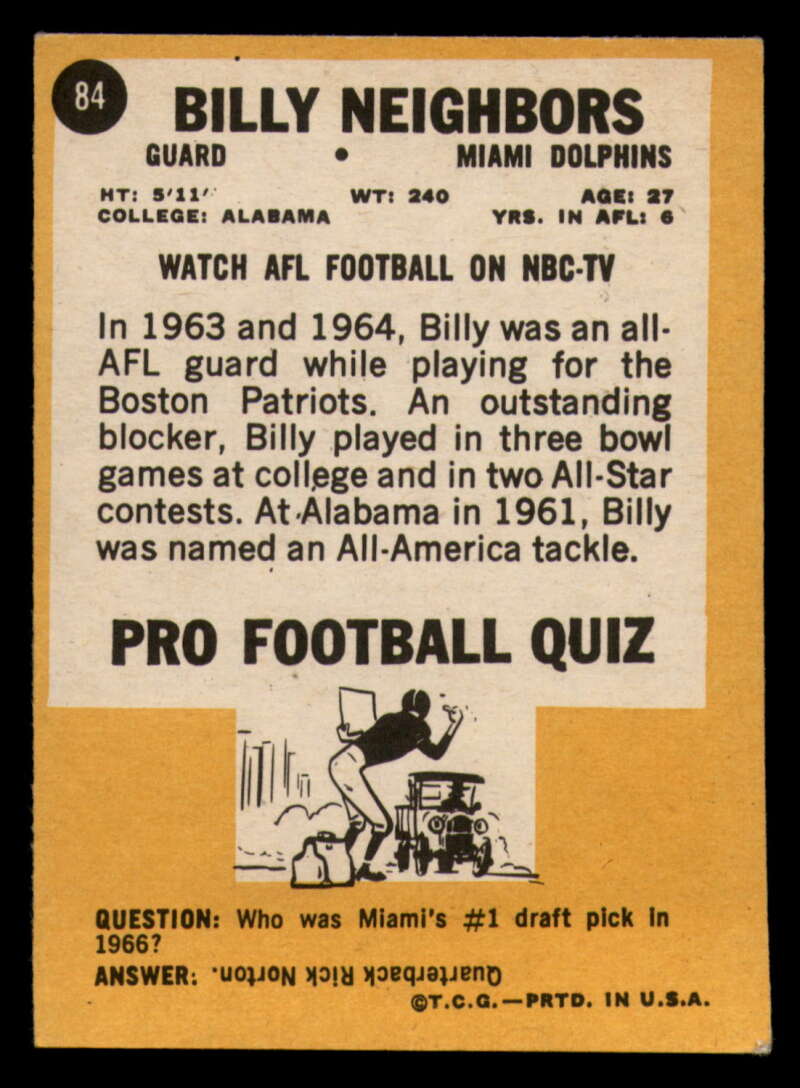 84
BILLY NEIGHBORS
GUARD • MIAMI DOLPHINS
HT: 5'11" WT: 240 AGE: 27
COLLEGE: ALABAMA YRS. IN AFL: 6
WATCH AFL FOOTBALL ON NBC-TV
In 1963 and 1964, Billy was an all-
AFL guard while playing for the
Boston Patriots. An outstanding
blocker, Billy played in three bowl
games at college and in two All-Star
contests. At Alabama in 1961, Billy
was named an All-America tackle.
PRO FOOTBALL QUIZ
QUESTION: Who was Miami's #1 draft pick in
1966?
ANSWER: Quarterback Rick Norton.
©T.C.G.—PRTD. IN U.S.A.